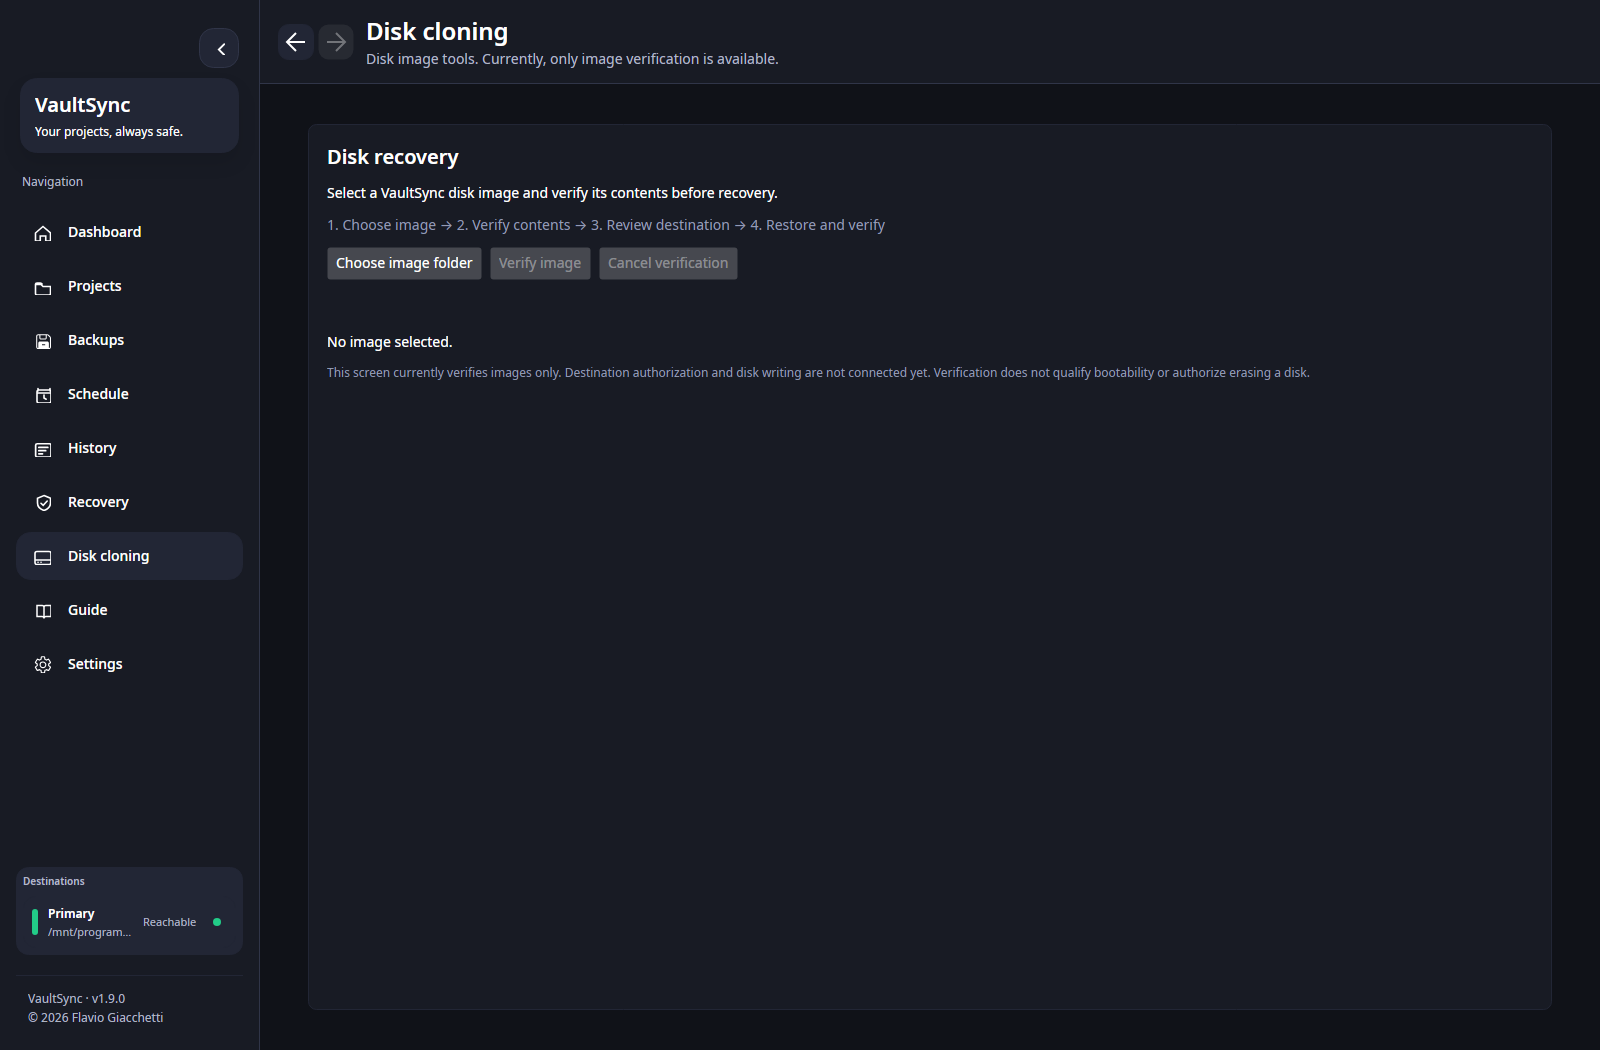 VaultSync
Your projects, always safe.
Navigation
Dashboard
Projects
Backups
Schedule
History
Recovery
Disk cloning
Guide
Settings
Destinations
Primary
/mnt/program...
Reachable
VaultSync · v1.9.0
© 2026 Flavio Giacchetti
Disk cloning
Disk image tools. Currently, only image verification is available.
Disk recovery
Select a VaultSync disk image and verify its contents before recovery.
1. Choose image → 2. Verify contents → 3. Review destination → 4. Restore and verify
Choose image folder
Verify image
Cancel verification
No image selected.
This screen currently verifies images only. Destination authorization and disk writing are not connected yet. Verification does not qualify bootability or authorize erasing a disk.